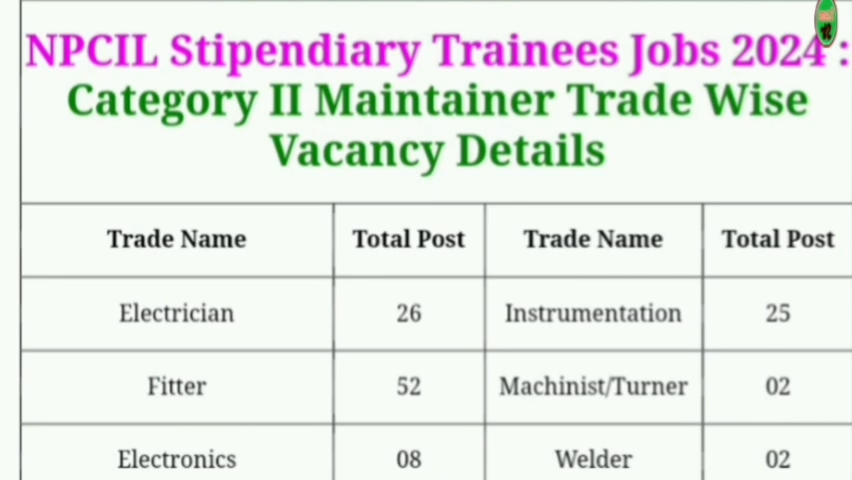 NPCIL Stipendiary Trainees Jobs 2024 :
Category II Maintainer Trade Wise
Vacancy Details
Trade Name Total Post Trade Name Total Post
Electrician 26 Instrumentation 25
Fitter 52 Machinist/Turner 02
Electronics 08 Welder 02